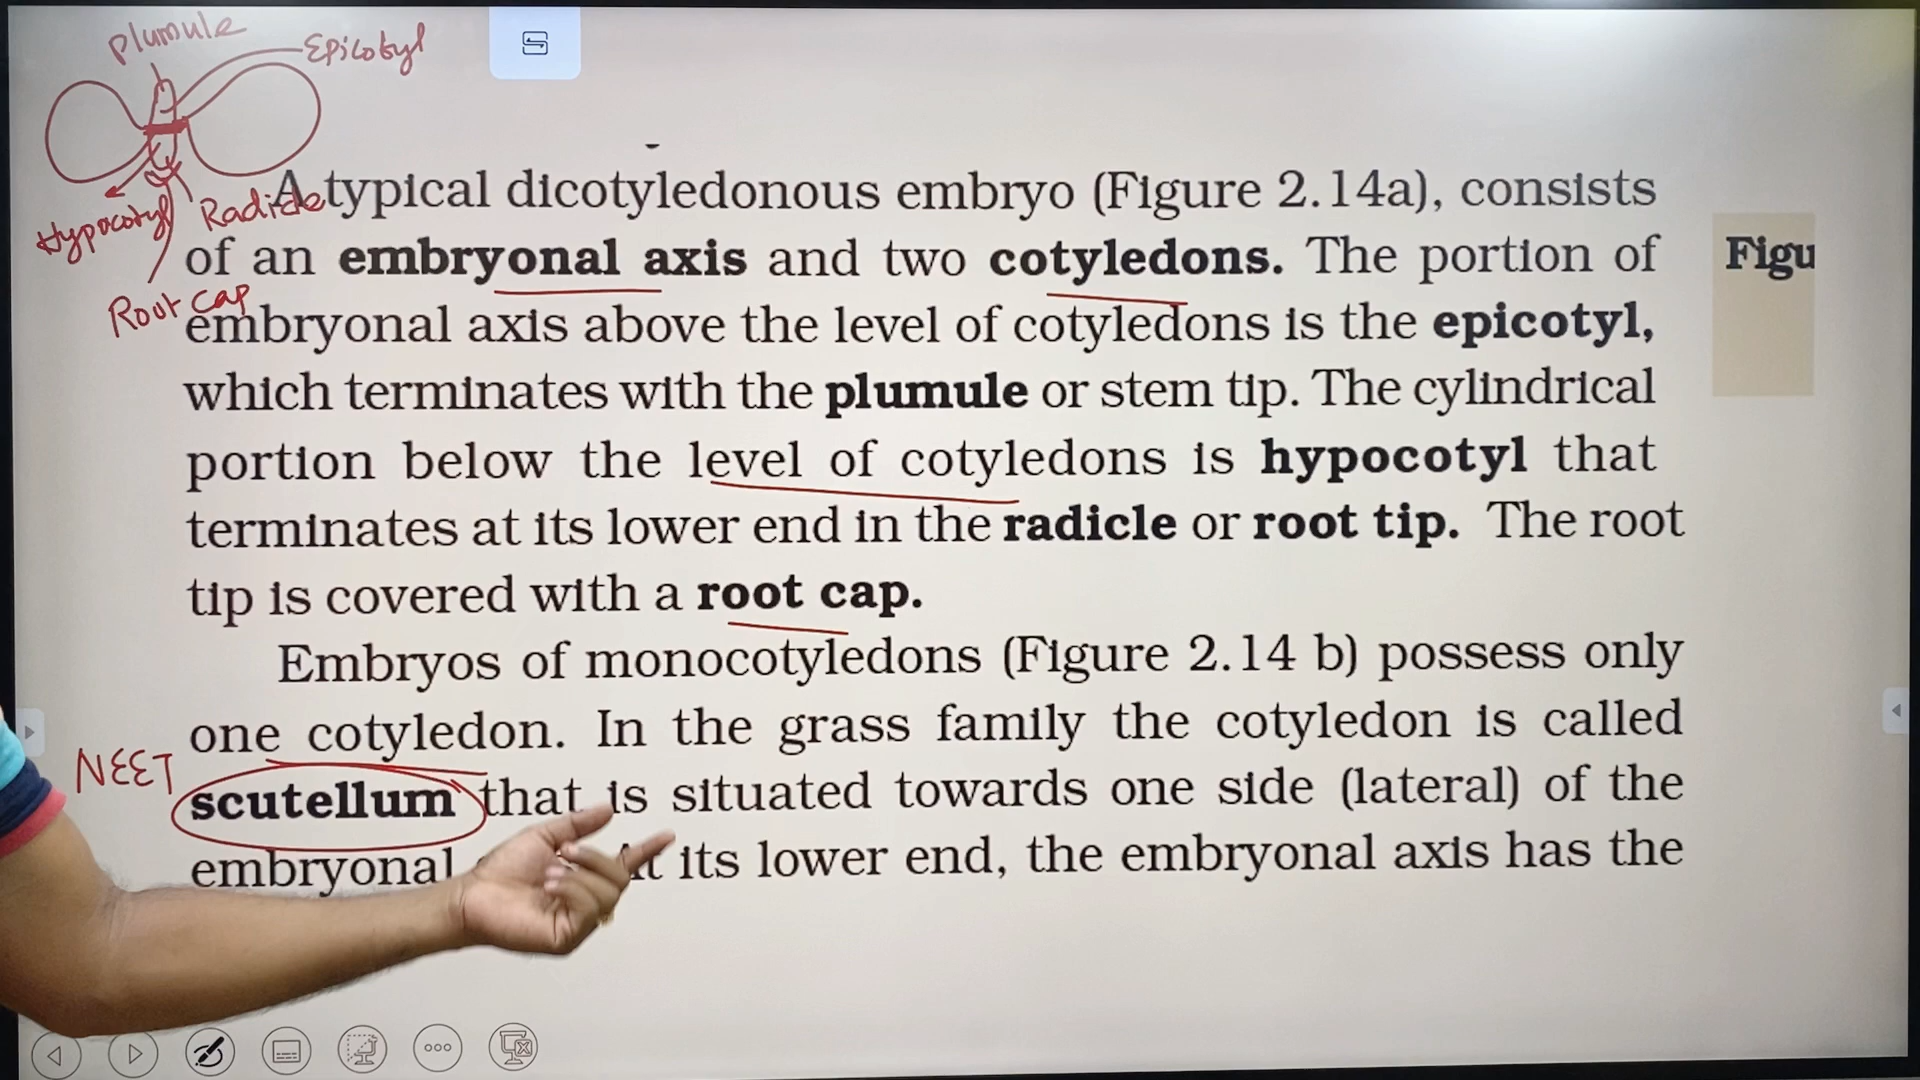 plumule
Epicotyl
Hypocotyl
Radicle
Root cap
A typical dicotyledonous embryo (Figure 2.14a), consists
of an embryonal axis and two cotyledons. The portion of
embryonal axis above the level of cotyledons is the epicotyl,
which terminates with the plumule or stem tip. The cylindrical
portion below the level of cotyledons is hypocotyl that
terminates at its lower end in the radicle or root tip. The root
tip is covered with a root cap.
Embryos of monocotyledons (Figure 2.14 b) possess only
one cotyledon. In the grass family the cotyledon is called
NEET
scutellum that is situated towards one side (lateral) of the
embryonal its lower end, the embryonal axis has the
Figu